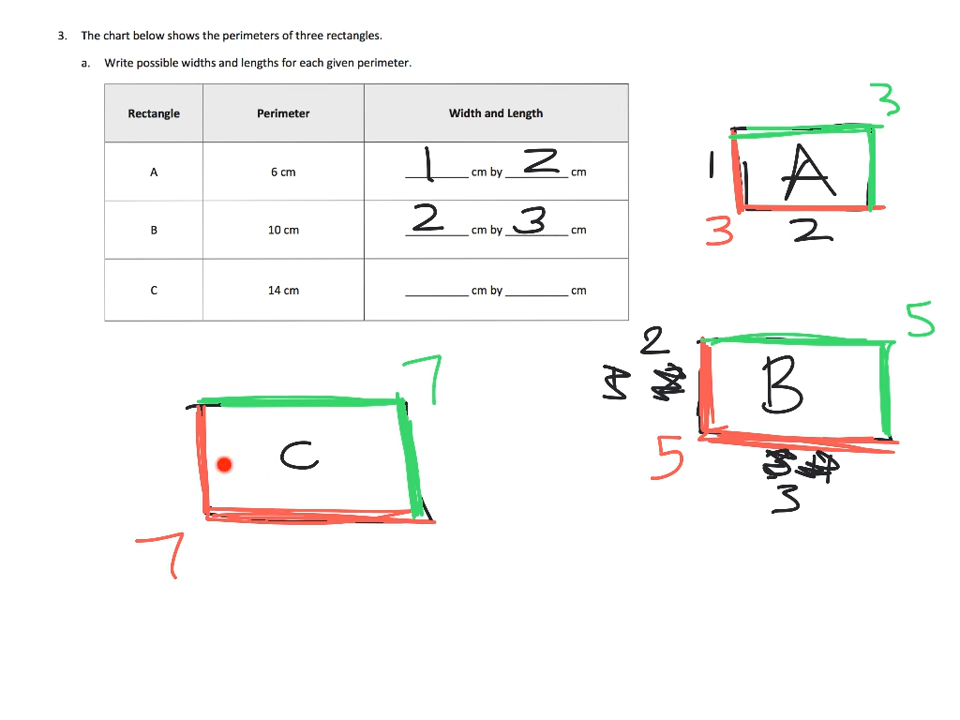 3. The chart below shows the perimeters of three rectangles.
a. Write possible widths and lengths for each given perimeter.
Rectangle Perimeter Width and Length
A 6 cm 1 cm by 2 cm
B 10 cm 2 cm by 3 cm
C 14 cm ____ cm by ____ cm
3
1 A
3 2
5
2
B
5
3
7
C
7